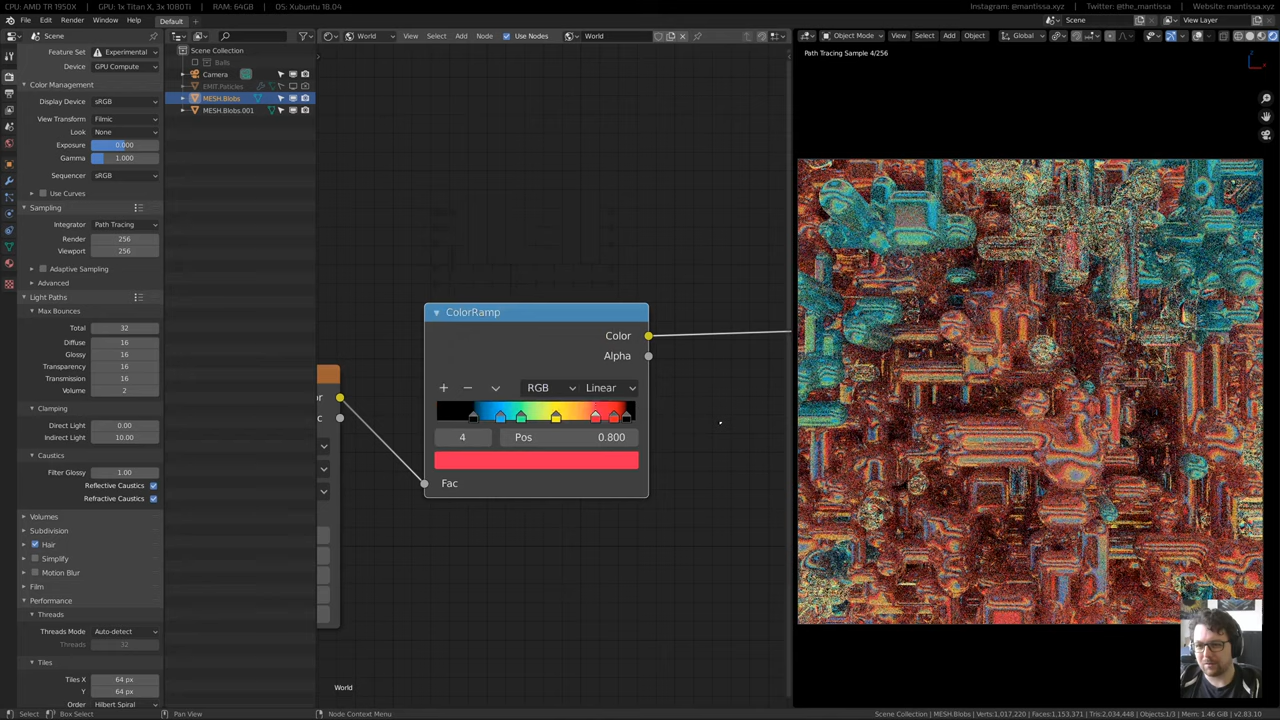 CPU: AMD TR 1950X GPU: 1x Titan X, 3x 1080Ti RAM: 64GB OS: Xubuntu 18.04 Instagram: @mantissa.xyz Twitter: @the_mantissa Website: mantissa.xyz
File Edit Render Window Help Default Scene View Layer
Scene World View Select Add Node Use Nodes World Object Mode View Select Add Object Global
Feature Set Experimental
Device GPU Compute
Color Management
Display Device sRGB
View Transform Filmic
Look None
Exposure 0.000
Gamma 1.000
Sequencer sRGB
Use Curves
Sampling
Integrator Path Tracing
Render 256
Viewport 256
Adaptive Sampling
Advanced
Light Paths
Max Bounces
Total 32
Diffuse 16
Glossy 16
Transparency 16
Transmission 16
Volume 2
Clamping
Direct Light 0.00
Indirect Light 10.00
Caustics
Filter Glossy 1.00
Reflective Caustics
Refractive Caustics
Volumes
Subdivision
Hair
Simplify
Motion Blur
Film
Performance
Threads
Threads Mode Auto-detect
Threads 32
Tiles
Tiles X 64 px
Y 64 px
Order Hilbert Spiral
Scene Collection
Balls
Camera
EMIT.Paticles
MESH.Blobs
MESH.Blobs.001
or
c
ColorRamp
Color
Alpha
RGB Linear
4 Pos 0.800
Fac
World
Path Tracing Sample 4/256
Select Box Select Pan View Node Context Menu Scene Collection | MESH.Blobs | Verts:1,017,220 | Faces:1,153,371 | Tris:2,034,448 | Objects:1/3 | Mem: 1.46 GiB | v2.83.10